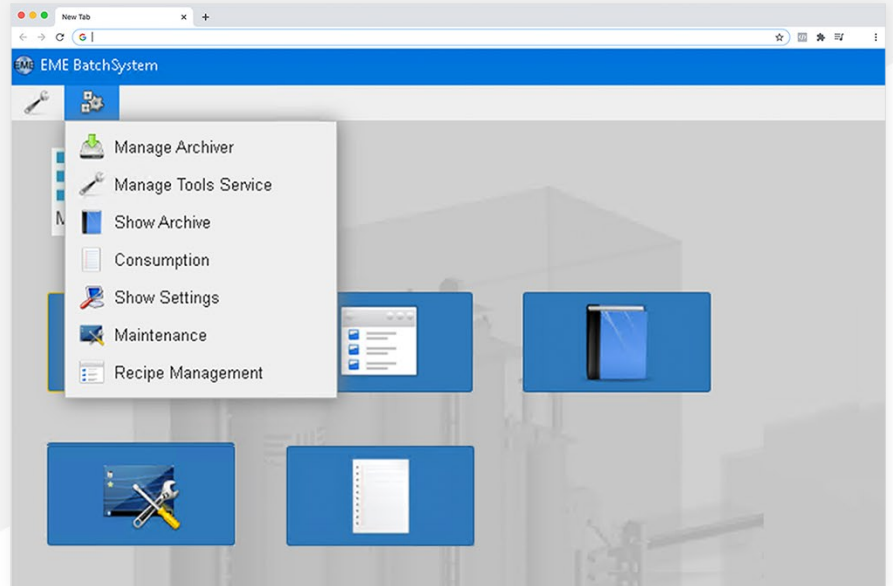 New Tab
EME BatchSystem
Manage Archiver
Manage Tools Service
Show Archive
Consumption
Show Settings
Maintenance
Recipe Management